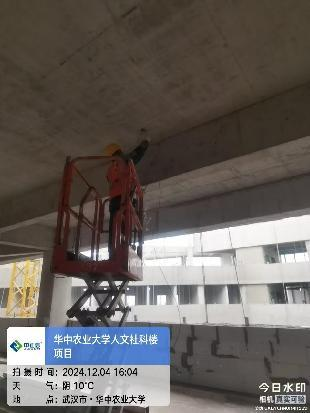 华中农业大学人文社科楼
项目
拍摄时间：2024.12.04 16:04
天气：阴 10℃
地点：武汉市·华中农业大学
今日水印
相机 真实可验